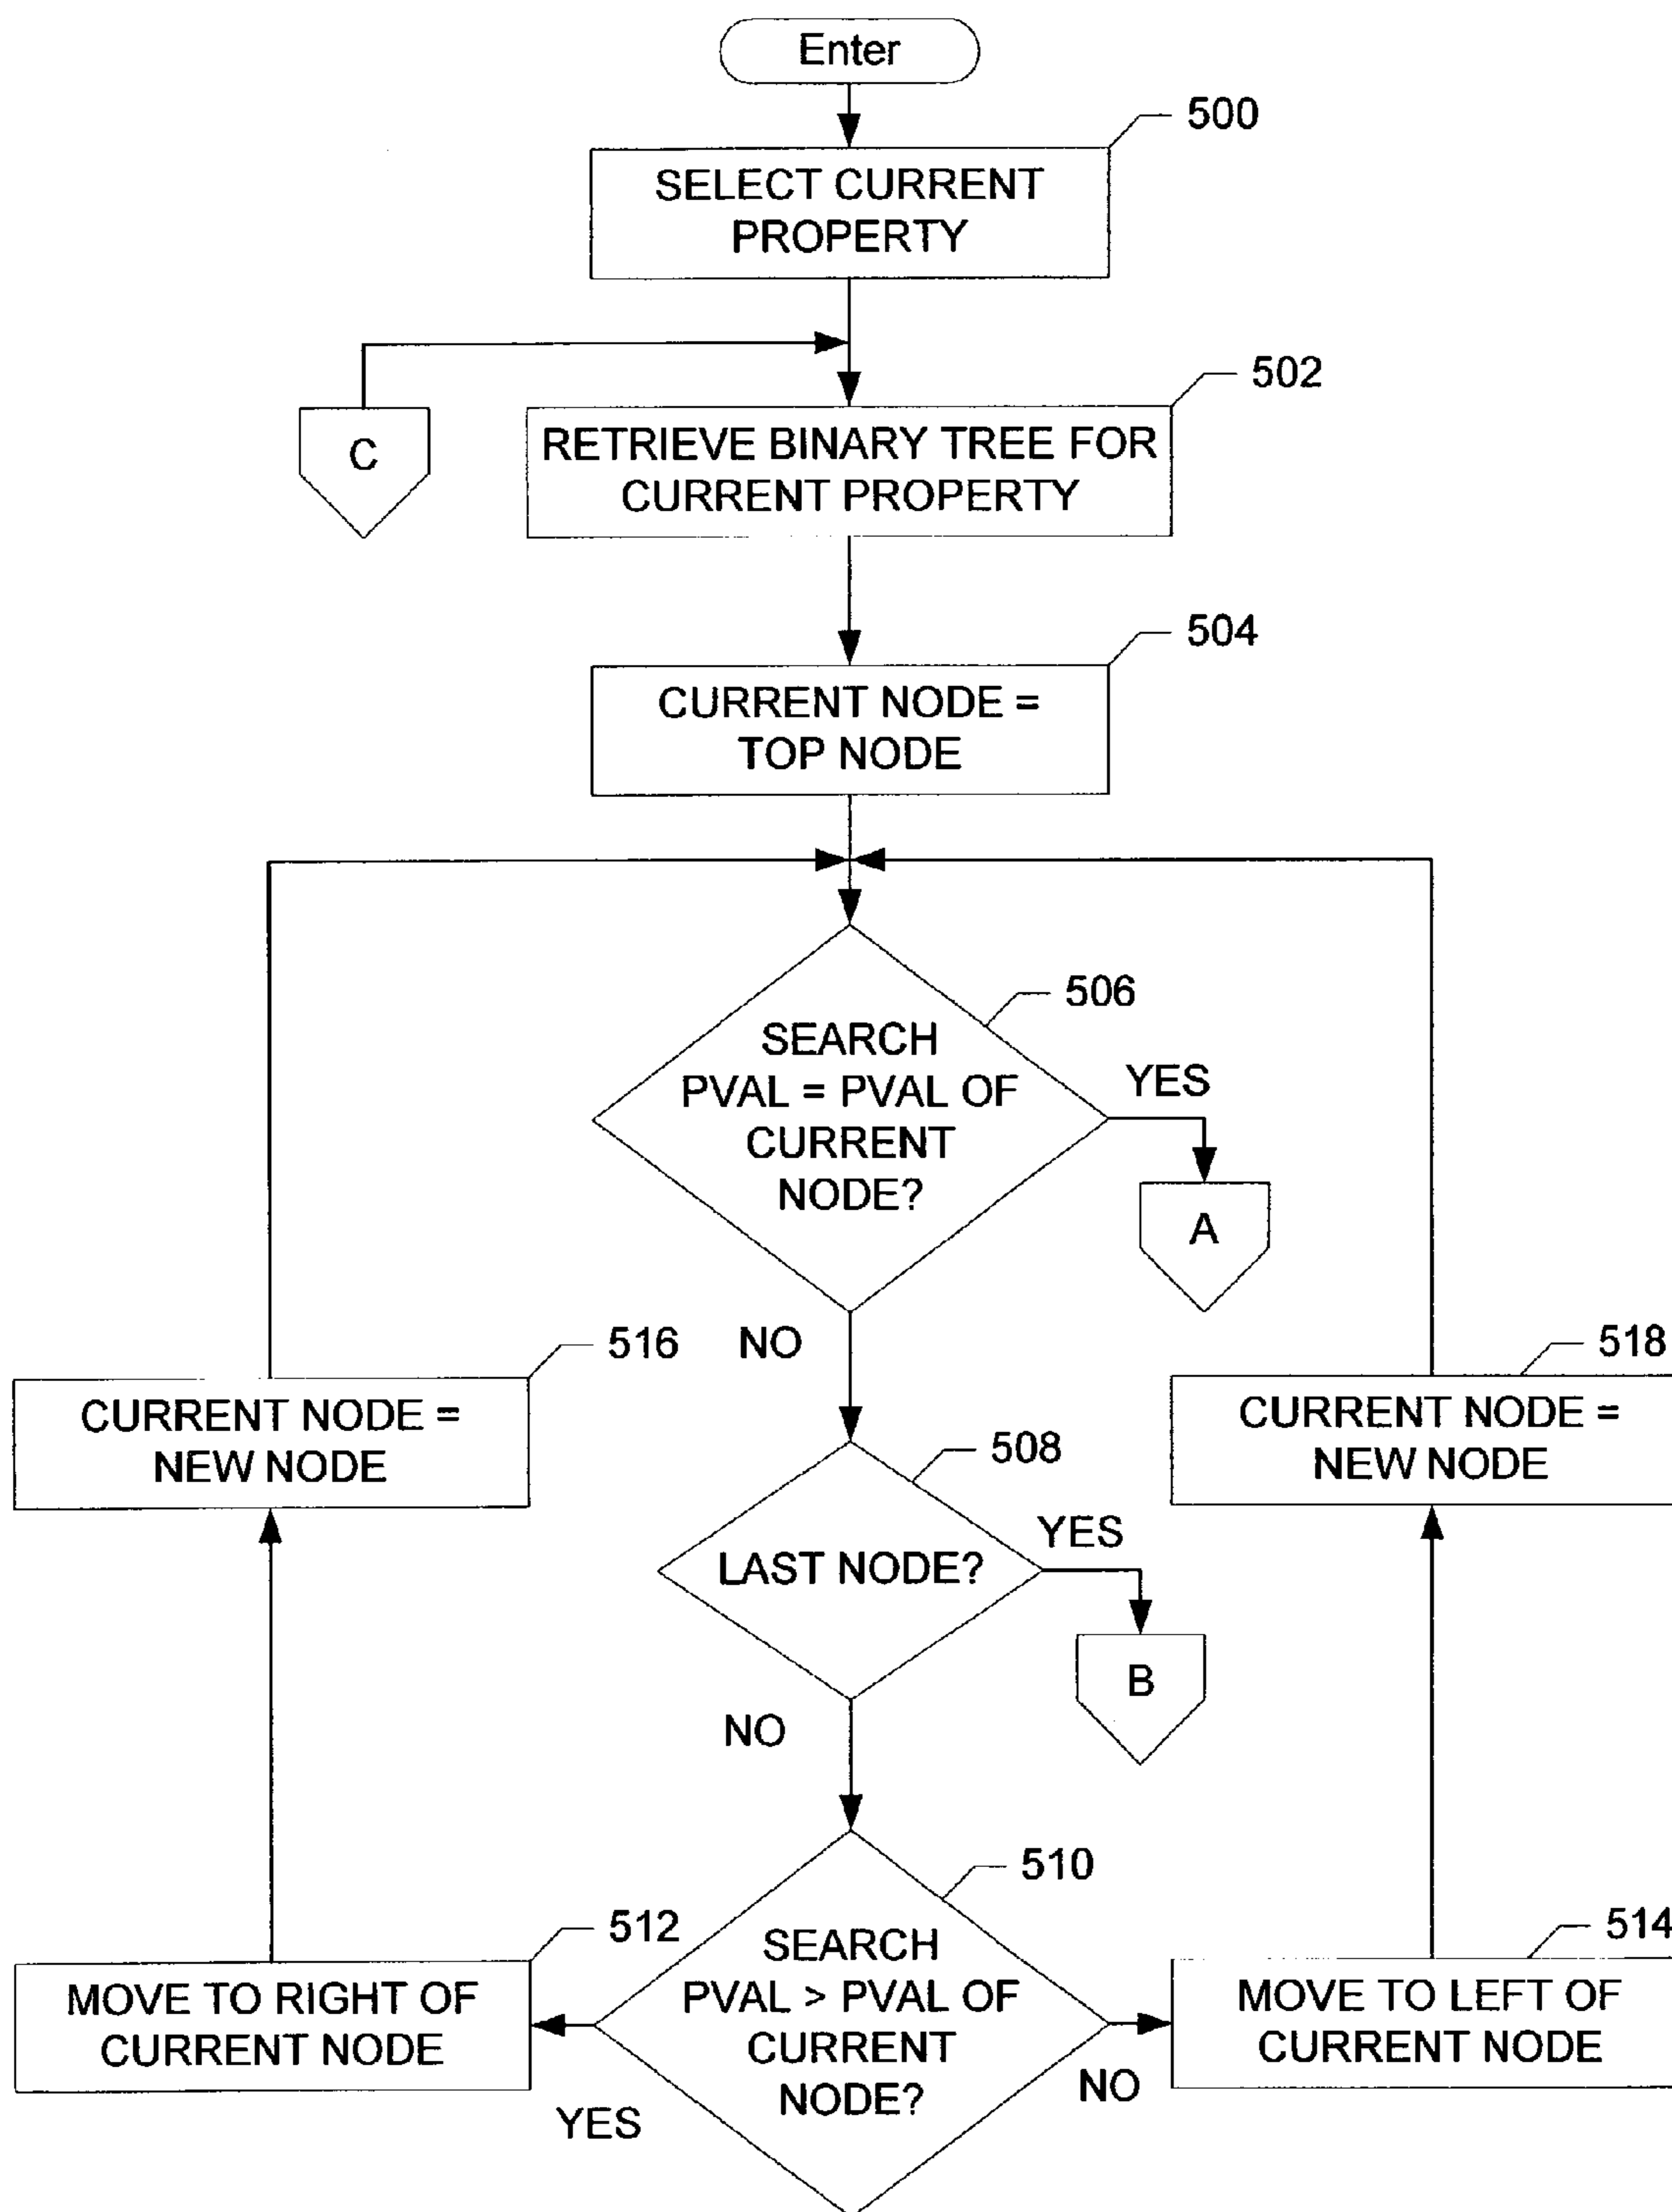 Enter
500
SELECT CURRENT
PROPERTY
502
C
RETRIEVE BINARY TREE FOR
CURRENT PROPERTY
504
CURRENT NODE =
TOP NODE
506
SEARCH
PVAL = PVAL OF
CURRENT
NODE?
YES
A
NO
516
CURRENT NODE =
NEW NODE
518
CURRENT NODE =
NEW NODE
508
LAST NODE?
YES
B
NO
510
SEARCH
PVAL > PVAL OF
CURRENT
NODE?
512
MOVE TO RIGHT OF
CURRENT NODE
514
MOVE TO LEFT OF
CURRENT NODE
YES
NO